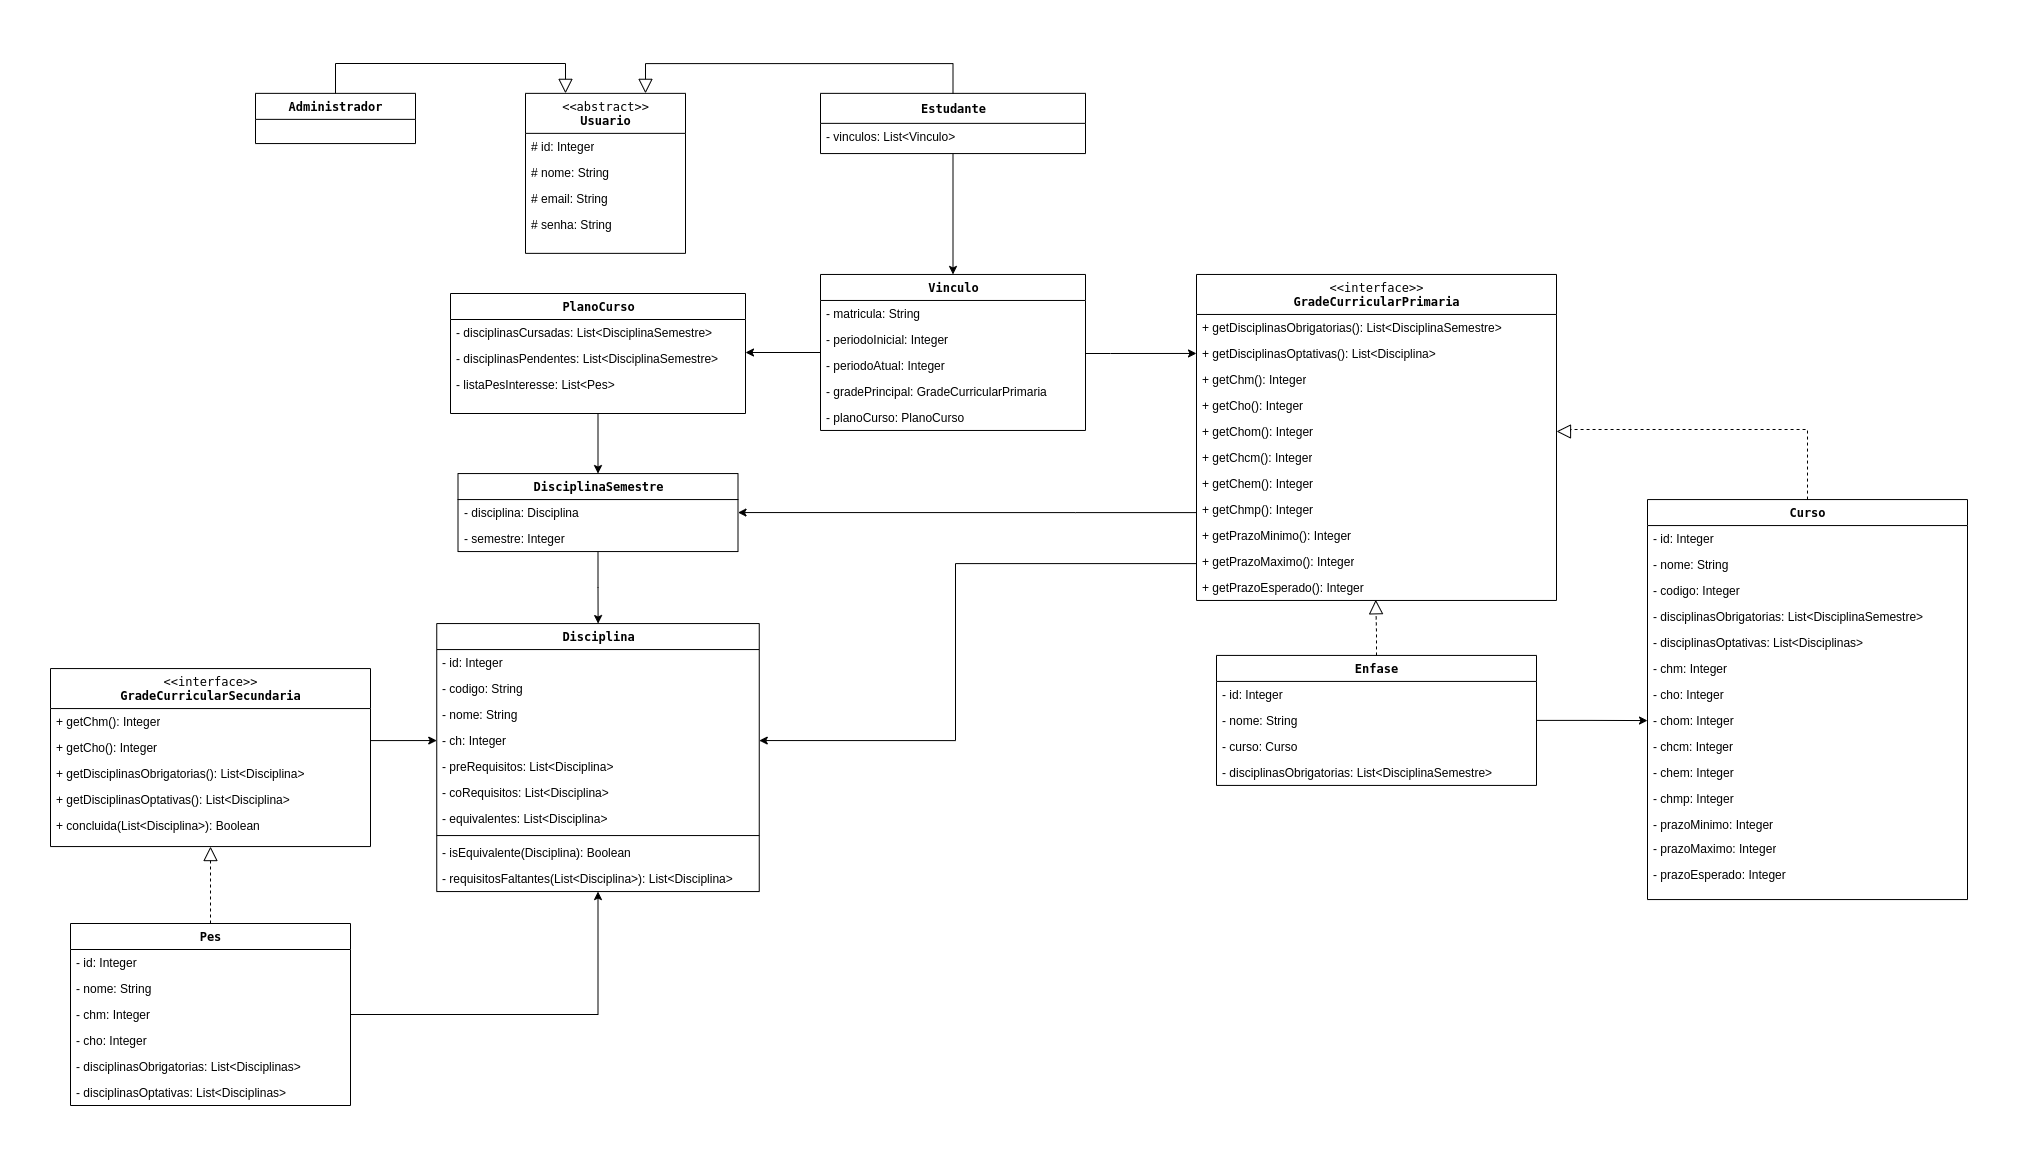 Administrador
<<abstract>>
Usuario
# id: Integer
# nome: String
# email: String
# senha: String
Estudante
- vinculos: List<Vinculo>
PlanoCurso
- disciplinasCursadas: List<DisciplinaSemestre>
- disciplinasPendentes: List<DisciplinaSemestre>
- listaPesInteresse: List<Pes>
Vinculo
- matricula: String
- periodoInicial: Integer
- periodoAtual: Integer
- gradePrincipal: GradeCurricularPrimaria
- planoCurso: PlanoCurso
<<interface>>
GradeCurricularPrimaria
+ getDisciplinasObrigatorias(): List<DisciplinaSemestre>
+ getDisciplinasOptativas(): List<Disciplina>
+ getChm(): Integer
+ getCho(): Integer
+ getChom(): Integer
+ getChcm(): Integer
+ getChem(): Integer
+ getChmp(): Integer
+ getPrazoMinimo(): Integer
+ getPrazoMaximo(): Integer
+ getPrazoEsperado(): Integer
DisciplinaSemestre
- disciplina: Disciplina
- semestre: Integer
Curso
- id: Integer
- nome: String
- codigo: Integer
- disciplinasObrigatorias: List<DisciplinaSemestre>
- disciplinasOptativas: List<Disciplinas>
- chm: Integer
- cho: Integer
- chom: Integer
- chcm: Integer
- chem: Integer
- chmp: Integer
- prazoMinimo: Integer
- prazoMaximo: Integer
- prazoEsperado: Integer
Disciplina
- id: Integer
- codigo: String
- nome: String
- ch: Integer
- preRequisitos: List<Disciplina>
- coRequisitos: List<Disciplina>
- equivalentes: List<Disciplina>
- isEquivalente(Disciplina): Boolean
- requisitosFaltantes(List<Disciplina>): List<Disciplina>
<<interface>>
GradeCurricularSecundaria
+ getChm(): Integer
+ getCho(): Integer
+ getDisciplinasObrigatorias(): List<Disciplina>
+ getDisciplinasOptativas(): List<Disciplina>
+ concluida(List<Disciplina>): Boolean
Enfase
- id: Integer
- nome: String
- curso: Curso
- disciplinasObrigatorias: List<DisciplinaSemestre>
Pes
- id: Integer
- nome: String
- chm: Integer
- cho: Integer
- disciplinasObrigatorias: List<Disciplinas>
- disciplinasOptativas: List<Disciplinas>